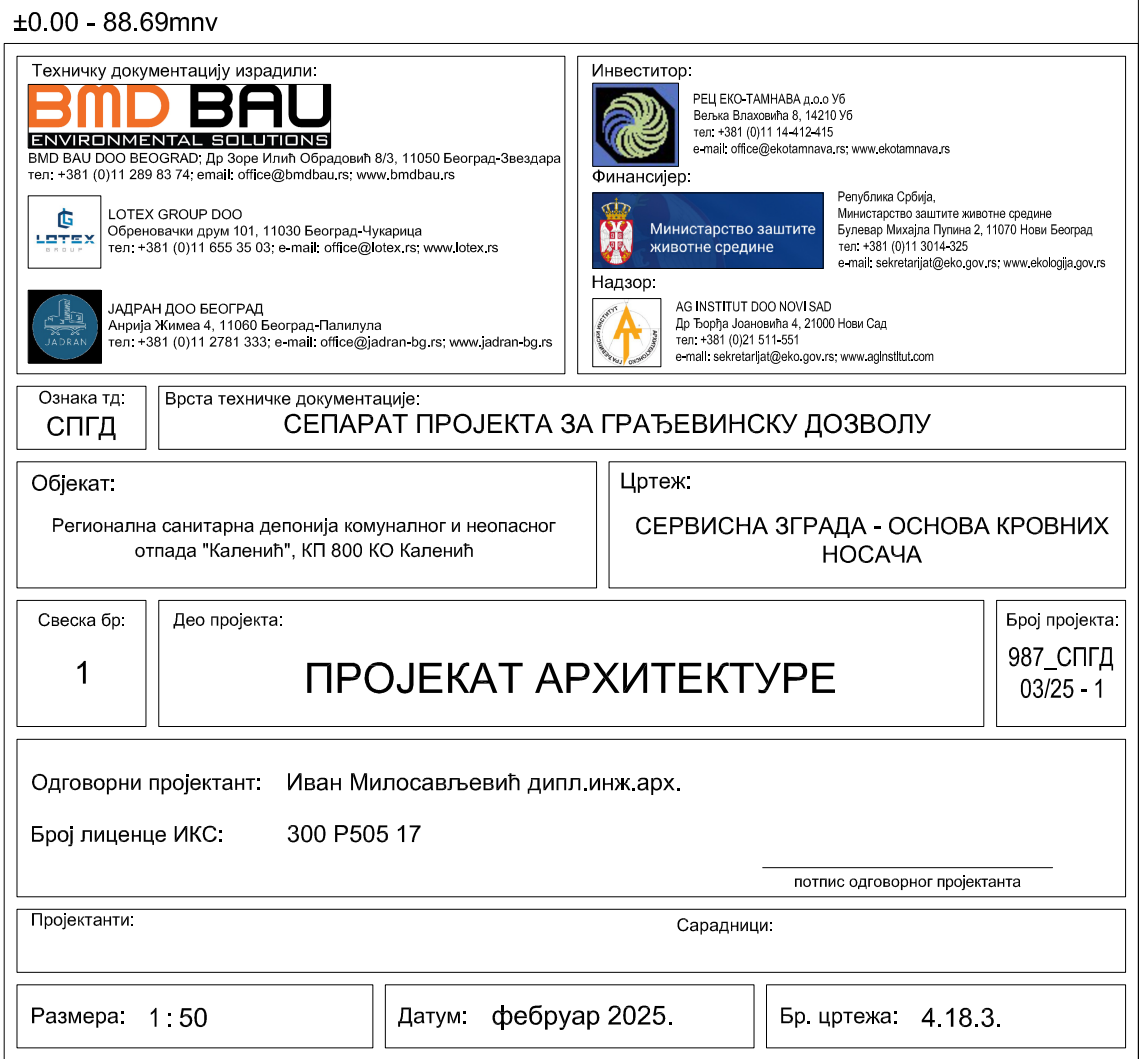 ±0.00 - 88.69mnv
Техничку документацију израдили:
BMD BAU
ENVIRONMENTAL SOLUTIONS
BMD BAU DOO BEOGRAD; Др Зоре Илић Обрадовић 8/3, 11050 Београд-Звездара
тел: +381 (0)11 289 83 74; email: office@bmdbau.rs; www.bmdbau.rs
LOTEX
GROUP
LOTEX GROUP DOO
Обреновачки друм 101, 11030 Београд-Чукарица
тел: +381 (0)11 655 35 03; e-mail: office@lotex.rs; www.lotex.rs
JADRAN
ЈАДРАН ДОО БЕОГРАД
Анрија Жимеа 4, 11060 Београд-Палилула
тел: +381 (0)11 2781 333; e-mail: office@jadran-bg.rs; www.jadran-bg.rs
Инвеститор:
РЕЦ ЕКО-ТАМНАВА д.о.о Уб
Вељка Влаховића 8, 14210 Уб
тел: +381 (0)11 14-412-415
e-mail: office@ekotamnava.rs; www.ekotamnava.rs
Финансијер:
Министарство заштите
животне средине
Република Србија,
Министарство заштите животне средине
Булевар Михајла Пупина 2, 11070 Нови Београд
тел: +381 (0)11 3014-325
e-mail: sekretarijat@eko.gov.rs; www.ekologija.gov.rs
Надзор:
АРХИТЕКТОНСКО ГРАЂЕВИНСКИ ИНСТИТУТ
AG INSTITUT DOO NOVI SAD
Др Ђорђа Јоановића 4, 21000 Нови Сад
тел: +381 (0)21 511-551
e-mail: sekretarijat@eko.gov.rs; www.aginstitut.com
Ознака тд:
СПГД
Врста техничке документације:
СЕПАРАТ ПРОЈЕКТА ЗА ГРАЂЕВИНСКУ ДОЗВОЛУ
Објекат:
Регионална санитарна депонија комуналног и неопасног
отпада "Каленић", КП 800 КО Каленић
Цртеж:
СЕРВИСНА ЗГРАДА - ОСНОВА КРОВНИХ
НОСАЧА
Свеска бр:
1
Део пројекта:
ПРОЈЕКАТ АРХИТЕКТУРЕ
Број пројекта:
987_СПГД
03/25 - 1
Одговорни пројектант: Иван Милосављевић дипл.инж.арх.
Број лиценце ИКС: 300 P505 17
потпис одговорног пројектанта
Пројектанти:
Сарадници:
Размера: 1 : 50
Датум: фебруар 2025.
Бр. цртежа: 4.18.3.